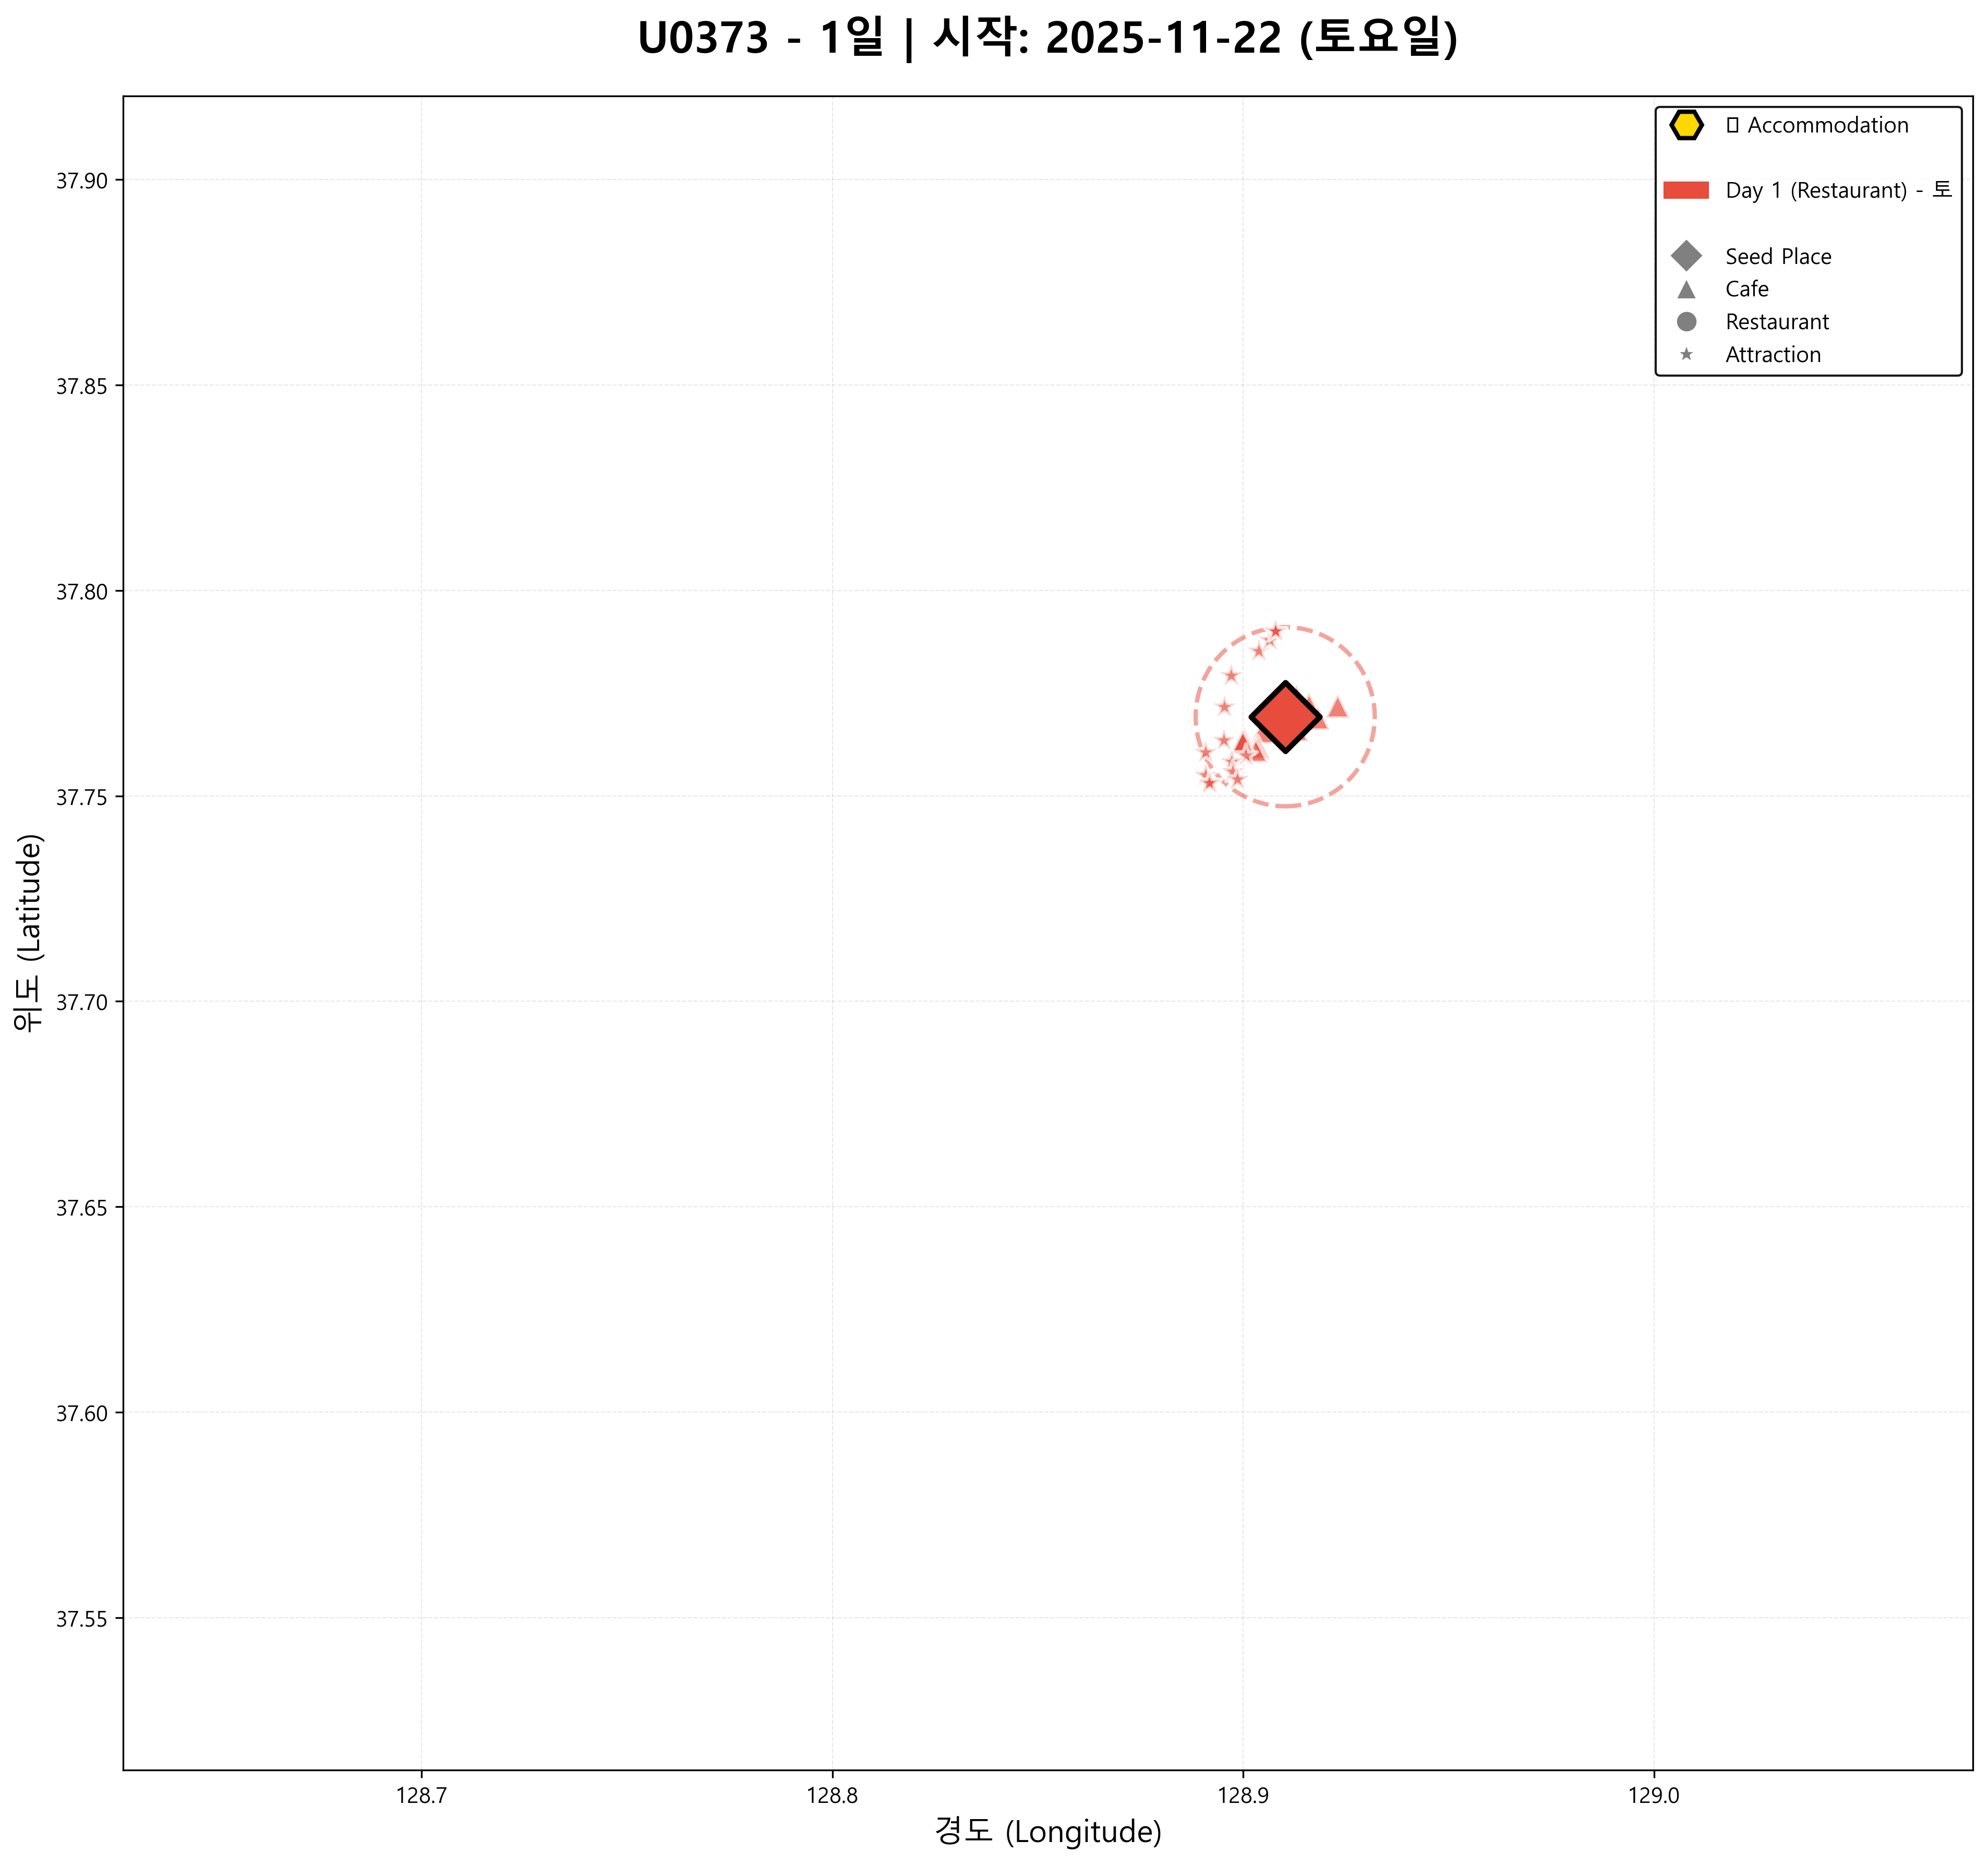 U0373 - 1일 | 시작: 2025-11-22 (토요일)
Accommodation
Day 1 (Restaurant) - 토
Seed Place
Cafe
Restaurant
Attraction
37.90
37.85
37.80
37.75
37.70
37.65
37.60
37.55
위도 (Latitude)
128.7
128.8
128.9
129.0
경도 (Longitude)